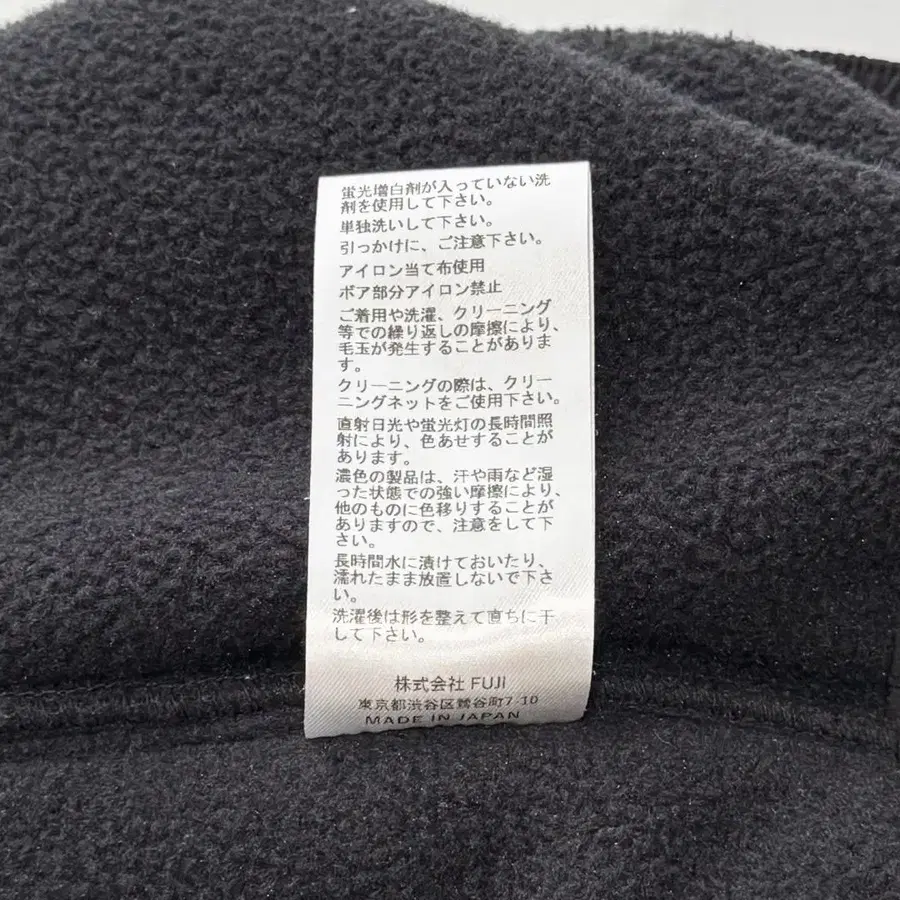 蛍光増白剤が入っていない洗
剤を使用して下さい。
単独洗いして下さい。
引っかけに、ご注意下さい。
アイロン当て布使用
ボア部分アイロン禁止
ご着用や洗濯、クリーニング
等での繰り返しの摩擦により、
毛玉が発生することがありま
す。
クリーニングの際は、クリー
ニングネットをご使用下さい。
直射日光や蛍光灯の長時間照
射により、色あせすることが
あります。
濃色の製品は、汗や雨など湿
った状態での強い摩擦により、
他のものに色移りすることが
ありますので、注意をして下
さい。
長時間水に漬けておいたり、
濡れたまま放置しないで下さ
い。
洗濯後は形を整えて直ちに干
して下さい。
株式会社 FUJI
東京都渋谷区鶯谷町7-10
MADE IN JAPAN